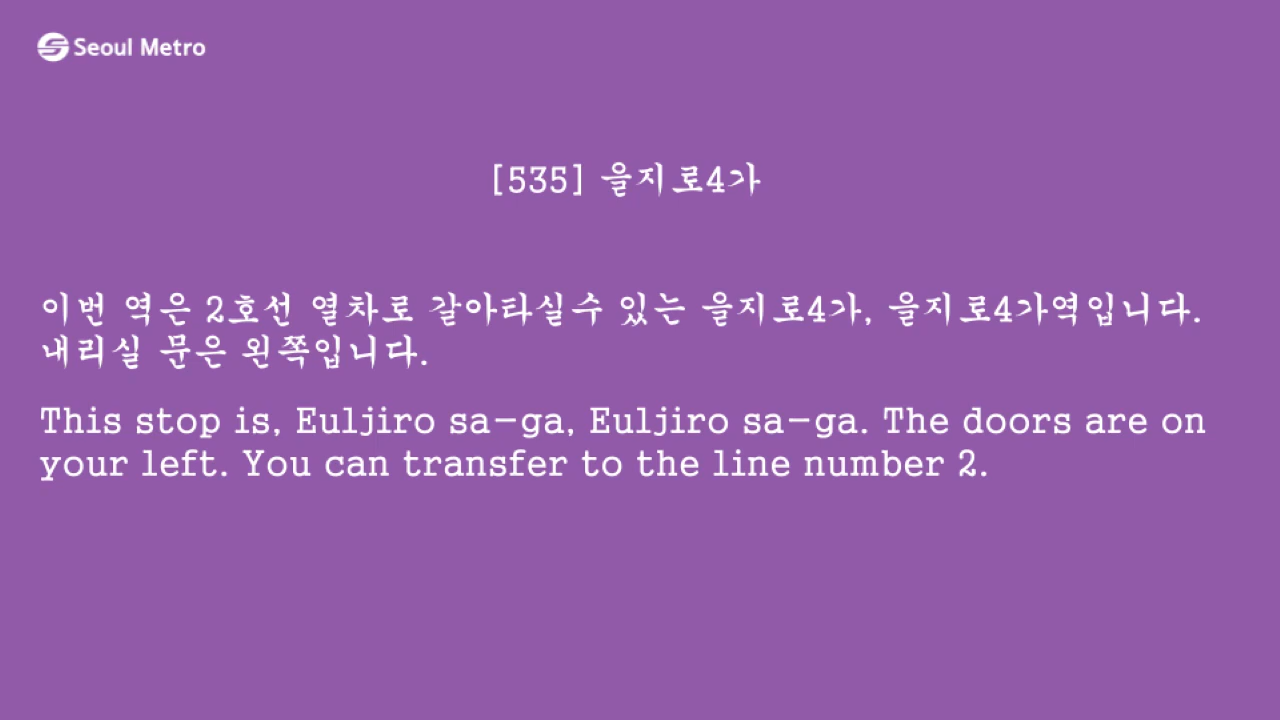 Seoul Metro
[535] 을지로4가
이번 역은 2호선 열차로 갈아타실수 있는 을지로4가, 을지로4가역입니다.
내리실 문은 왼쪽입니다.
This stop is, Euljiro sa-ga, Euljiro sa-ga. The doors are on
your left. You can transfer to the line number 2.